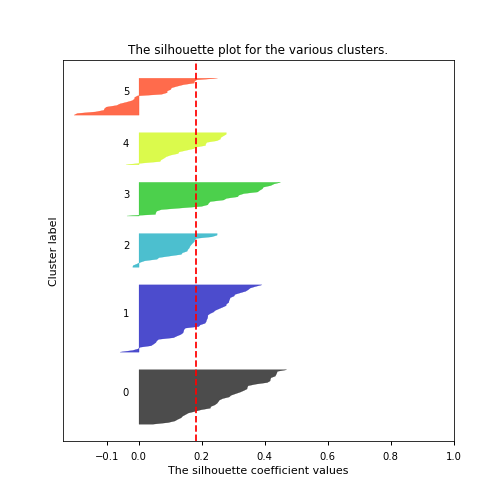 The silhouette plot for the various clusters.
Cluster label
5
4
3
2
1
0
−0.1 0.0 0.2 0.4 0.6 0.8 1.0
The silhouette coefficient values